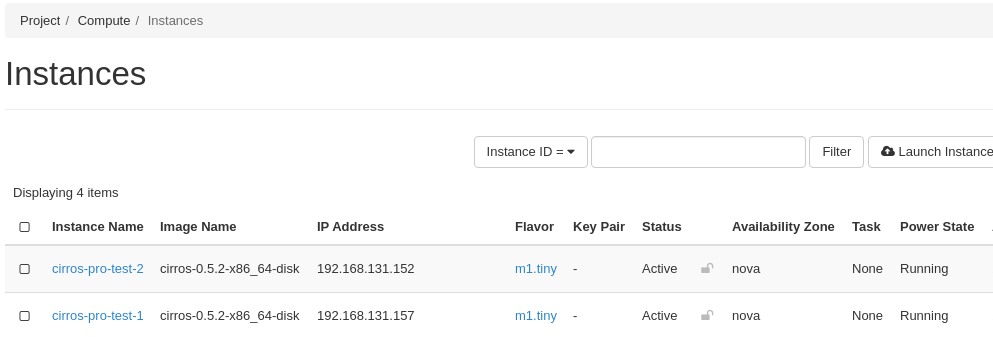 Project / Compute / Instances
Instances
Instance ID = Filter Launch Instance
Displaying 4 items
Instance Name Image Name IP Address Flavor Key Pair Status Availability Zone Task Power State
cirros-pro-test-2 cirros-0.5.2-x86_64-disk 192.168.131.152 m1.tiny - Active nova None Running
cirros-pro-test-1 cirros-0.5.2-x86_64-disk 192.168.131.157 m1.tiny - Active nova None Running